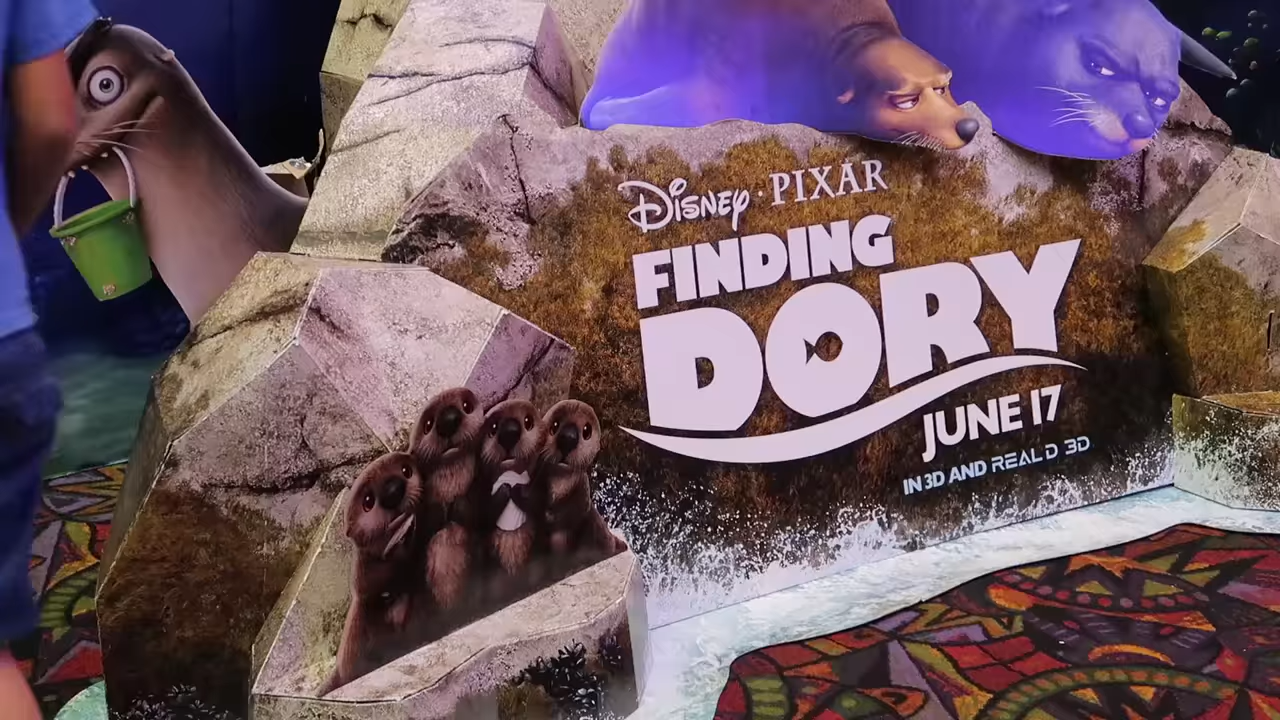 DISNEY · PIXAR
FINDING
DORY
JUNE 17
IN 3D AND REAL D 3D